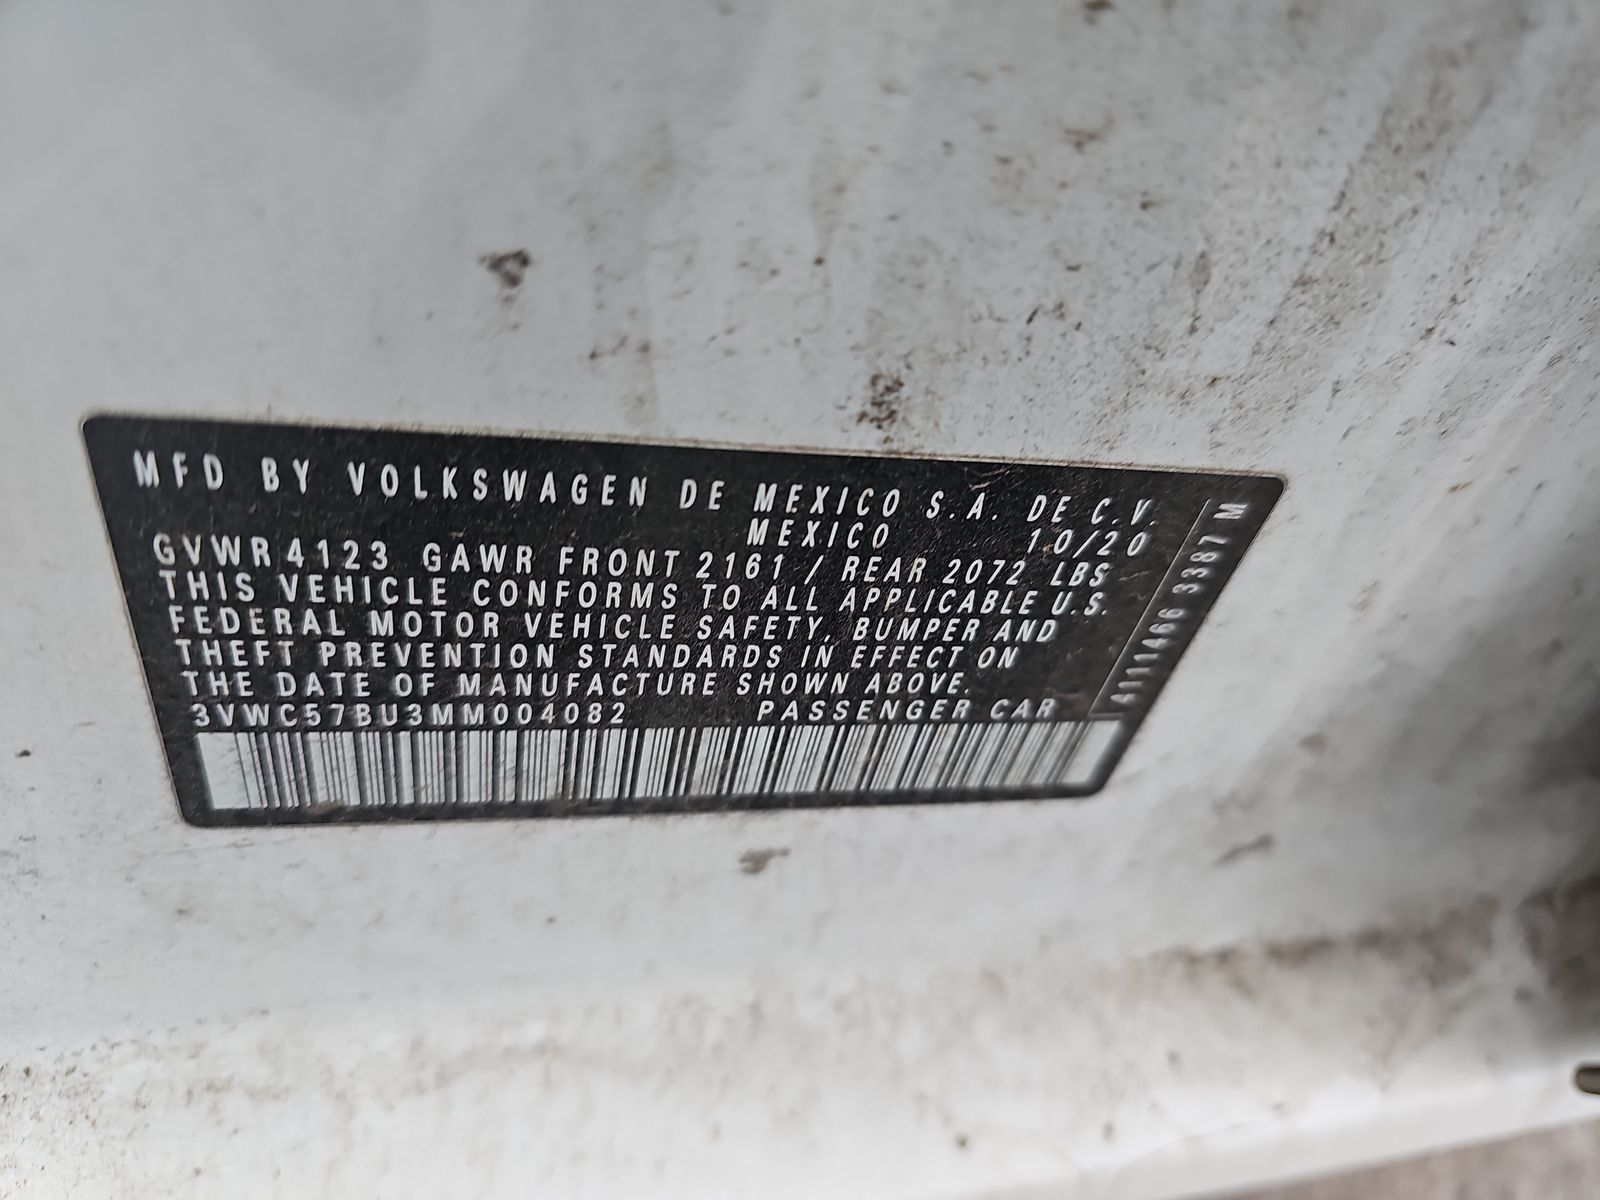 MFD BY VOLKSWAGEN DE MEXICO S.A. DE C.V.
MEXICO 10/20
GVWR 4123 GAWR FRONT 2161 / REAR 2072 LBS
THIS VEHICLE CONFORMS TO ALL APPLICABLE U.S.
FEDERAL MOTOR VEHICLE SAFETY, BUMPER AND
THEFT PREVENTION STANDARDS IN EFFECT ON
THE DATE OF MANUFACTURE SHOWN ABOVE.
3VWC57BU3MM004082 PASSENGER CAR
3387 M